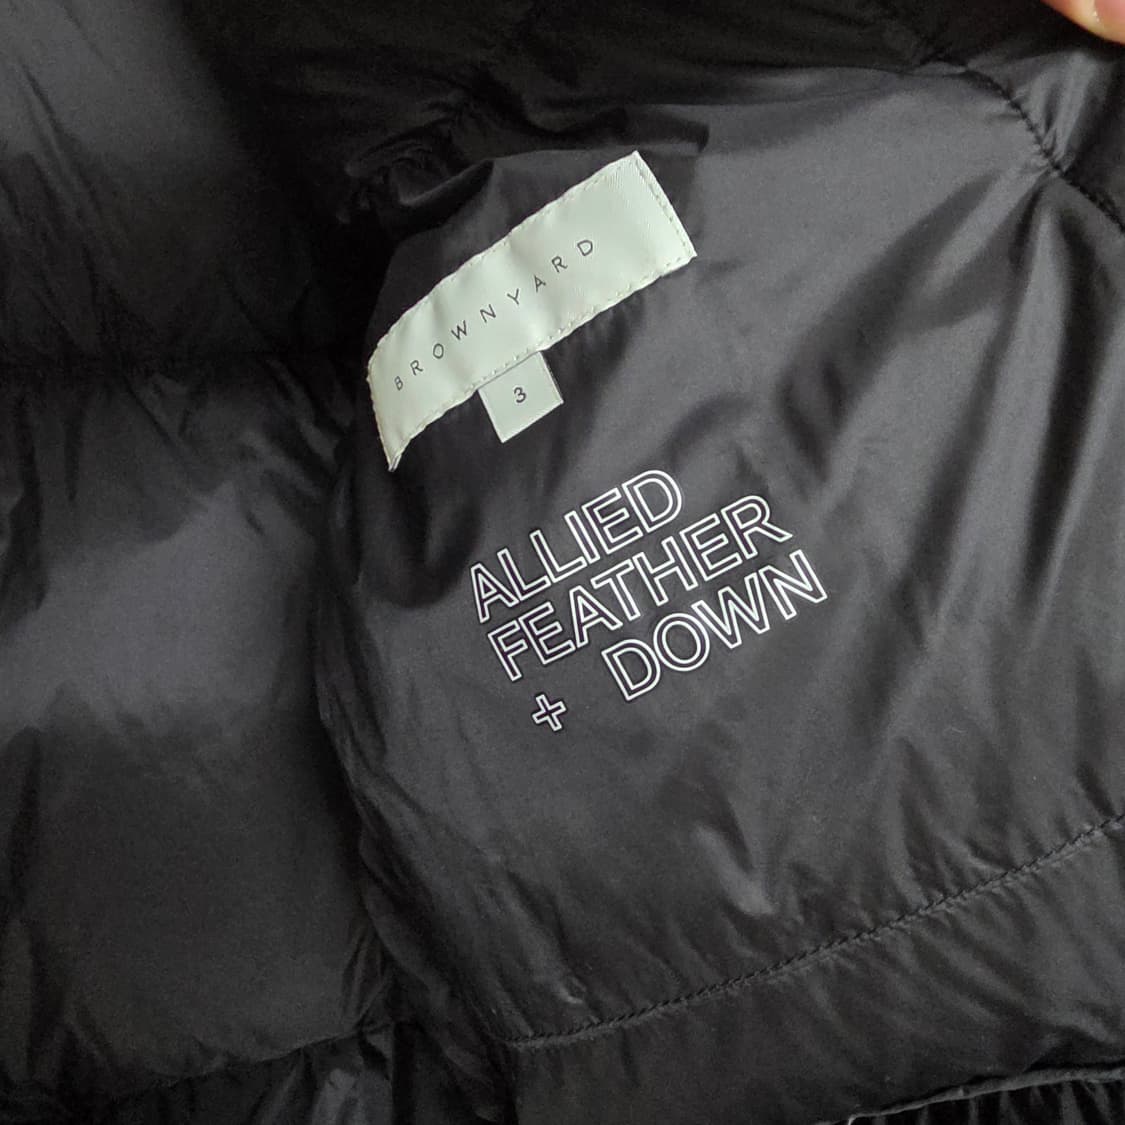 BROWNYARD
3
ALLIED
FEATHER
+ DOWN